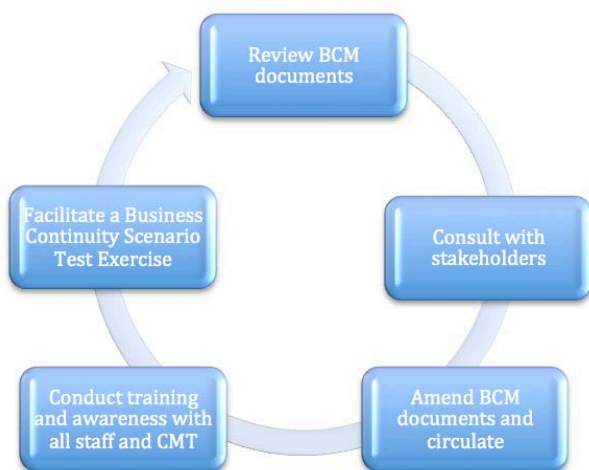 Review BCM
documents
Consult with
stakeholders
Amend BCM
documents and
circulate
Conduct training
and awareness with
all staff and CMT
Facilitate a Business
Continuity Scenario
Test Exercise